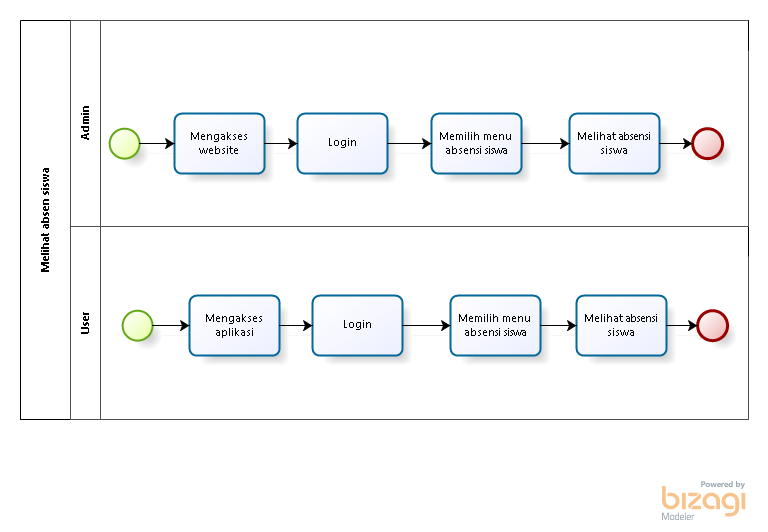 Melihat absen siswa
Admin
Mengakses
website
Login
Memilih menu
absensi siswa
Melihat absensi
siswa
User
Mengakses
aplikasi
Login
Memilih menu
absensi siswa
Melihat absensi
siswa
Powered by
bizagi
Modeler